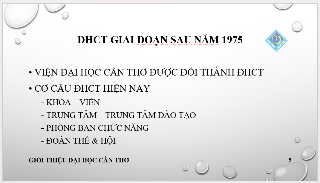 ĐHCT GIAI ĐOẠN SAU NĂM 1975
• VIỆN ĐẠI HỌC CẦN THƠ ĐƯỢC ĐỔI THÀNH ĐHCT
• CƠ CẤU ĐHCT HIỆN NAY
- KHOA – VIỆN
- TRUNG TÂM – TRUNG TÂM ĐÀO TẠO
- PHÒNG BAN CHỨC NĂNG
- ĐOÀN THỂ & HỘI
GIỚI THIỆU ĐẠI HỌC CẦN THƠ